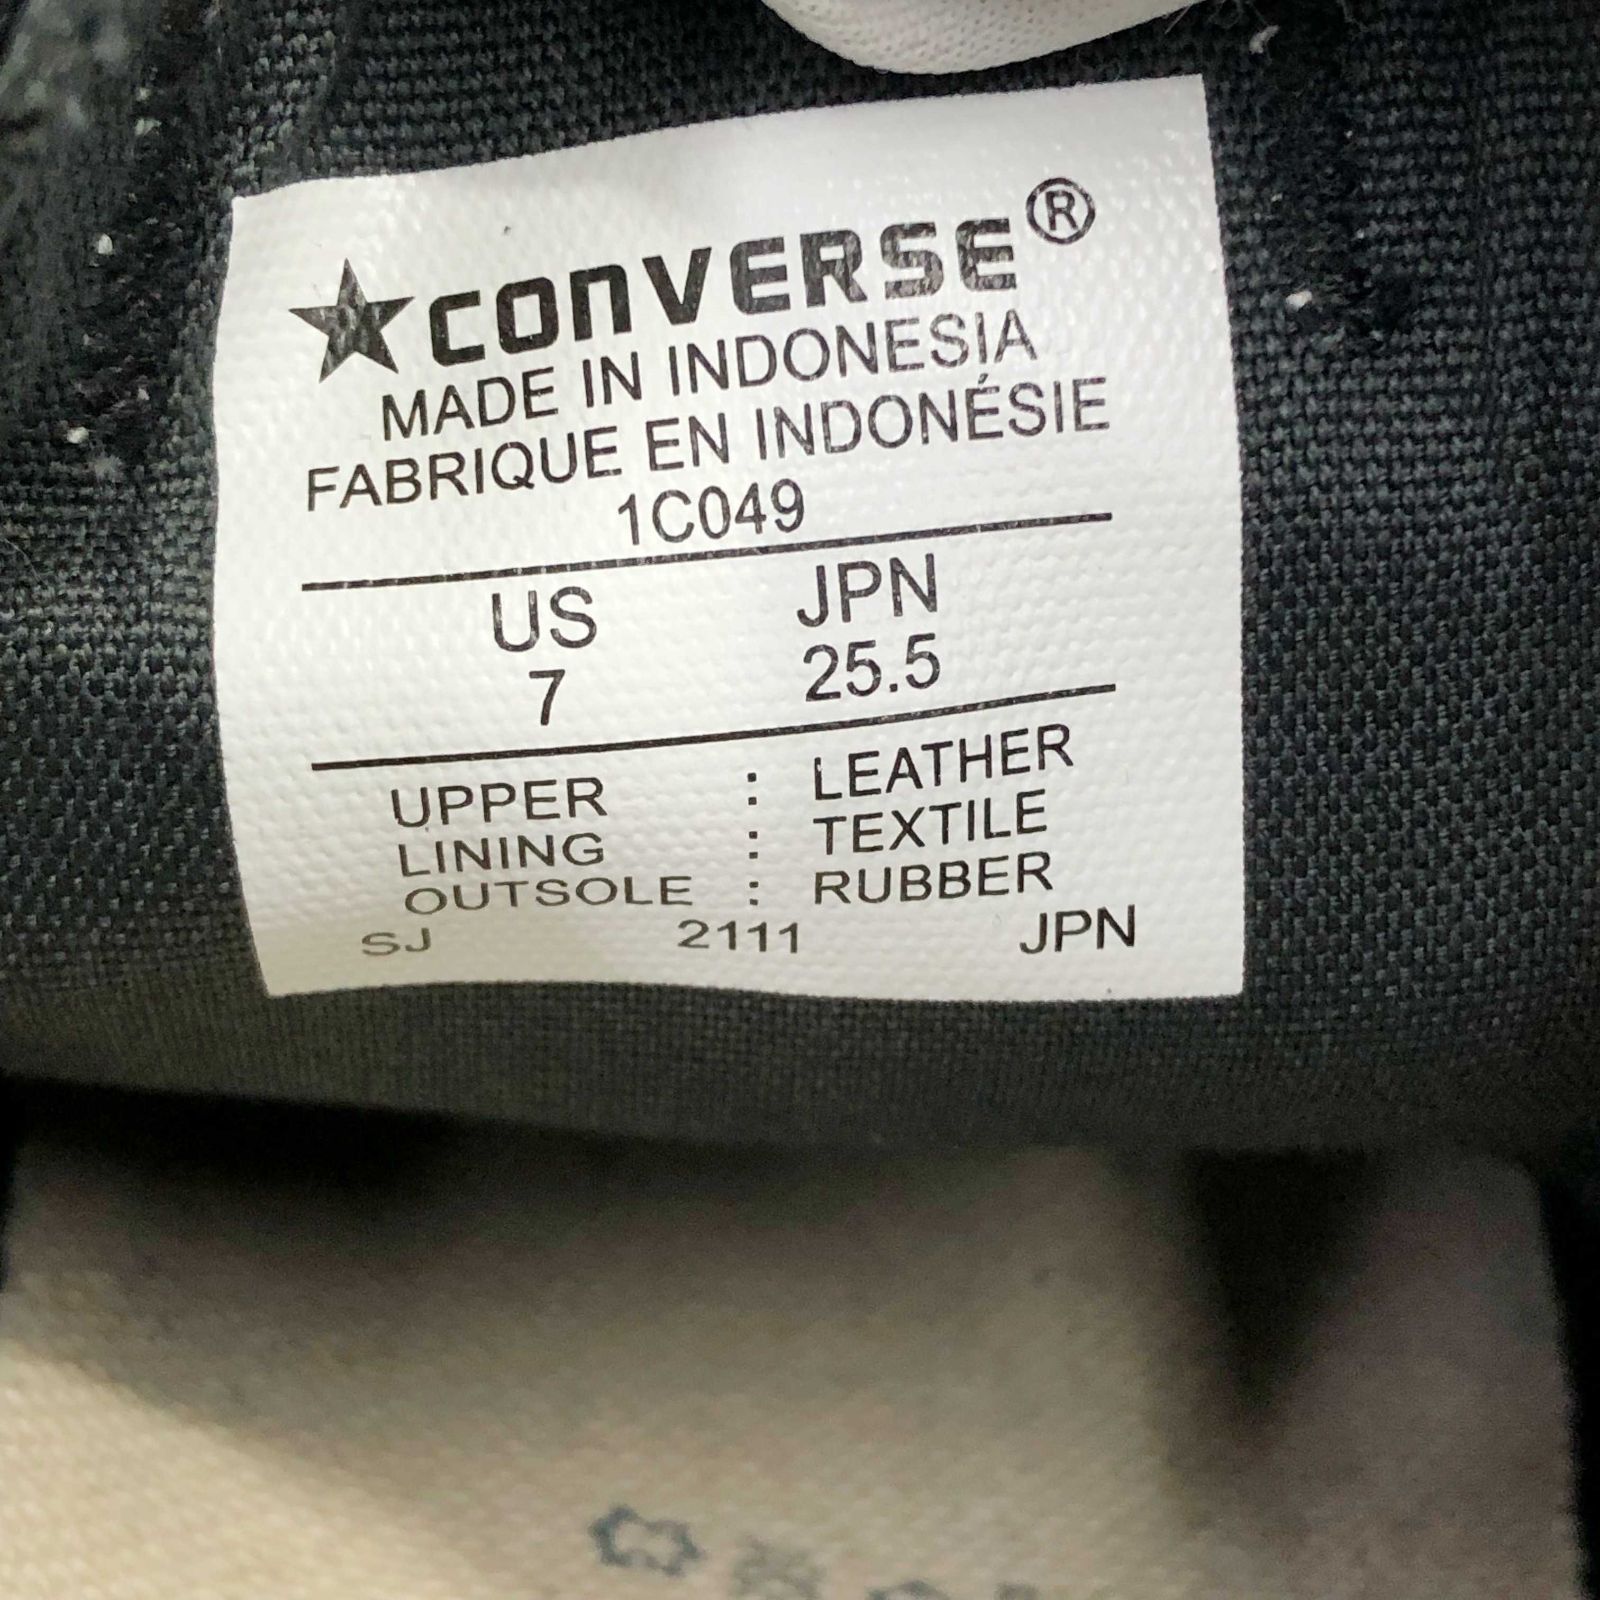 CONVERSE®
MADE IN INDONESIA
FABRIQUE EN INDONÉSIE
1C049
US JPN
7 25.5
UPPER : LEATHER
LINING : TEXTILE
OUTSOLE : RUBBER
SJ 2111 JPN